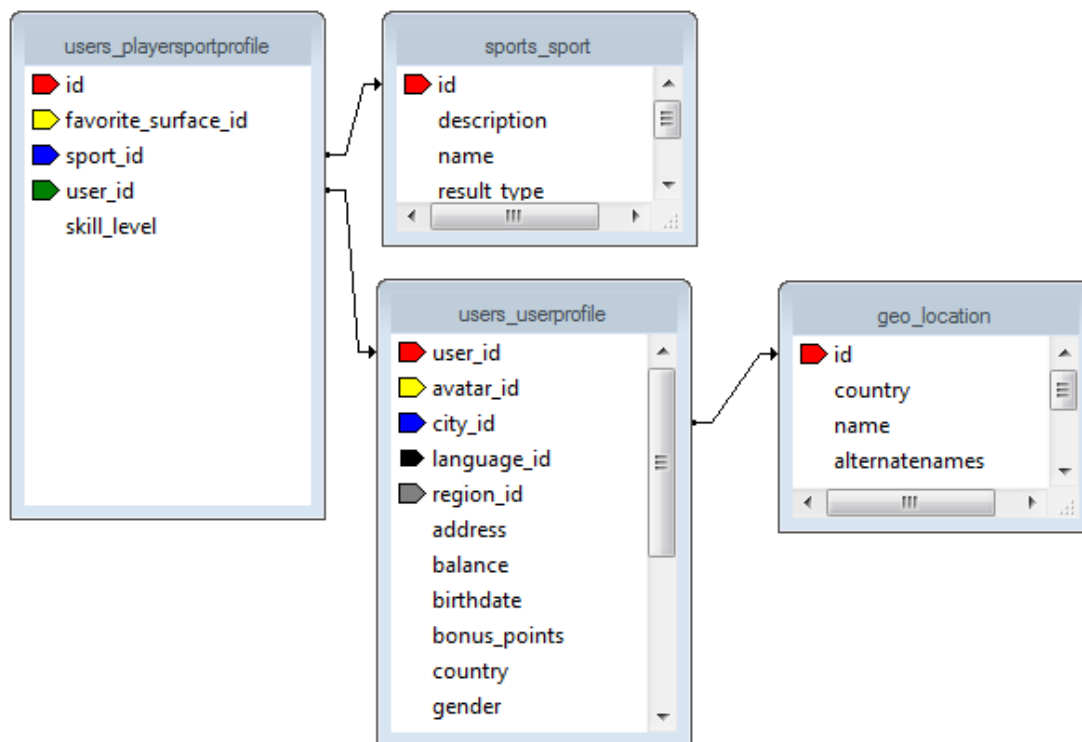 users_playersportprofile
id
favorite_surface_id
sport_id
user_id
skill_level
sports_sport
id
description
name
result_type
users_userprofile
user_id
avatar_id
city_id
language_id
region_id
address
balance
birthdate
bonus_points
country
gender
geo_location
id
country
name
alternatenames